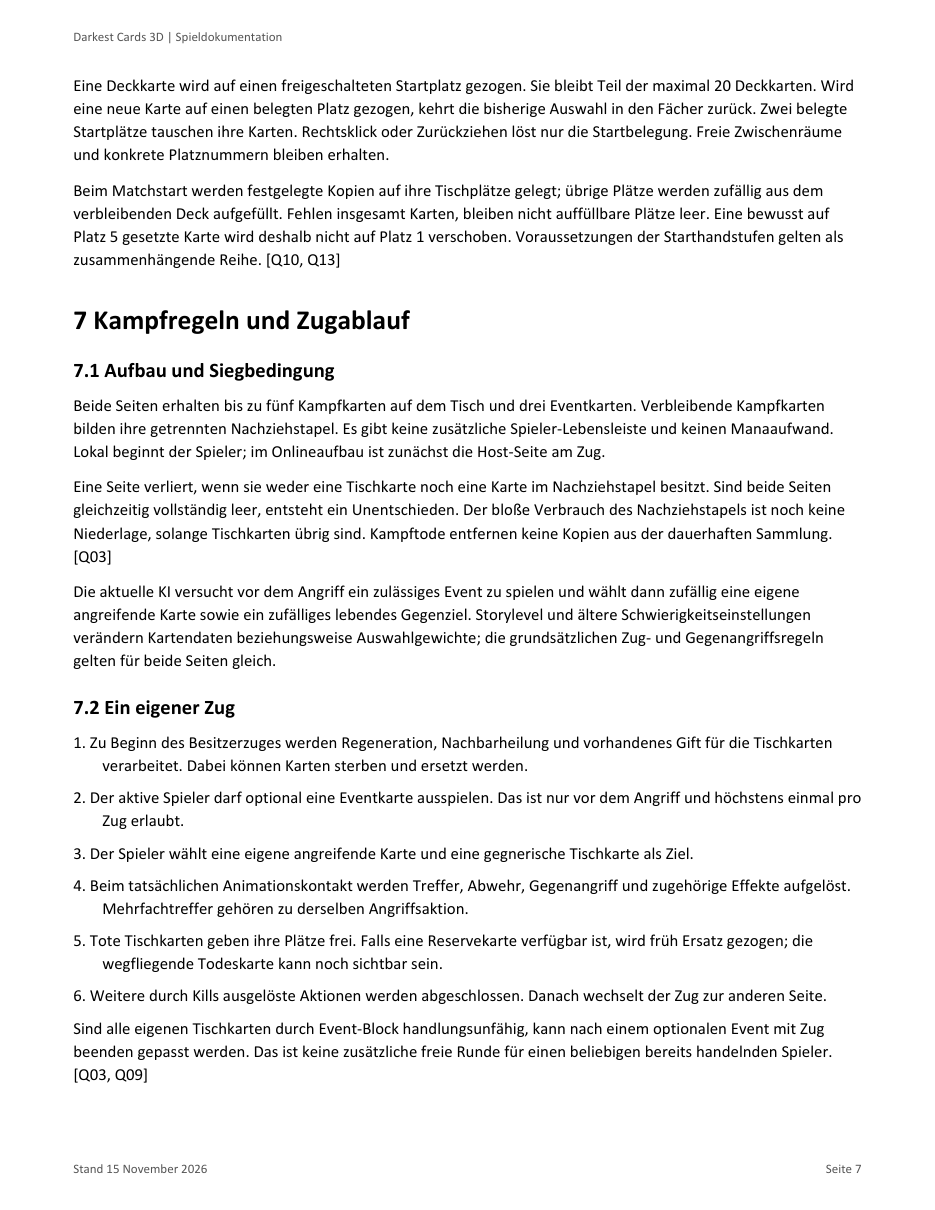 Darkest Cards 3D | Spieldokumentation
Eine Deckkarte wird auf einen freigeschalteten Startplatz gezogen. Sie bleibt Teil der maximal 20 Deckkarten. Wird
eine neue Karte auf einen belegten Platz gezogen, kehrt die bisherige Auswahl in den Fächer zurück. Zwei belegte
Startplätze tauschen ihre Karten. Rechtsklick oder Zurückziehen löst nur die Startbelegung. Freie Zwischenräume
und konkrete Platznummern bleiben erhalten.
Beim Matchstart werden festgelegte Kopien auf ihre Tischplätze gelegt; übrige Plätze werden zufällig aus dem
verbleibenden Deck aufgefüllt. Fehlen insgesamt Karten, bleiben nicht auffüllbare Plätze leer. Eine bewusst auf
Platz 5 gesetzte Karte wird deshalb nicht auf Platz 1 verschoben. Voraussetzungen der Starthandstufen gelten als
zusammenhängende Reihe. [Q10, Q13]
7 Kampfregeln und Zugablauf
7.1 Aufbau und Siegbedingung
Beide Seiten erhalten bis zu fünf Kampfkarten auf dem Tisch und drei Eventkarten. Verbleibende Kampfkarten
bilden ihre getrennten Nachziehstapel. Es gibt keine zusätzliche Spieler-Lebensleiste und keinen Manaaufwand.
Lokal beginnt der Spieler; im Onlineaufbau ist zunächst die Host-Seite am Zug.
Eine Seite verliert, wenn sie weder eine Tischkarte noch eine Karte im Nachziehstapel besitzt. Sind beide Seiten
gleichzeitig vollständig leer, entsteht ein Unentschieden. Der bloße Verbrauch des Nachziehstapels ist noch keine
Niederlage, solange Tischkarten übrig sind. Kampftode entfernen keine Kopien aus der dauerhaften Sammlung.
[Q03]
Die aktuelle KI versucht vor dem Angriff ein zulässiges Event zu spielen und wählt dann zufällig eine eigene
angreifende Karte sowie ein zufälliges lebendes Gegenziel. Storylevel und ältere Schwierigkeitseinstellungen
verändern Kartendaten beziehungsweise Auswahlgewichte; die grundsätzlichen Zug- und Gegenangriffsregeln
gelten für beide Seiten gleich.
7.2 Ein eigener Zug
1. Zu Beginn des Besitzerzuges werden Regeneration, Nachbarheilung und vorhandenes Gift für die Tischkarten
verarbeitet. Dabei können Karten sterben und ersetzt werden.
2. Der aktive Spieler darf optional eine Eventkarte ausspielen. Das ist nur vor dem Angriff und höchstens einmal pro
Zug erlaubt.
3. Der Spieler wählt eine eigene angreifende Karte und eine gegnerische Tischkarte als Ziel.
4. Beim tatsächlichen Animationskontakt werden Treffer, Abwehr, Gegenangriff und zugehörige Effekte aufgelöst.
Mehrfachtreffer gehören zu derselben Angriffsaktion.
5. Tote Tischkarten geben ihre Plätze frei. Falls eine Reservekarte verfügbar ist, wird früh Ersatz gezogen; die
wegfliegende Todeskarte kann noch sichtbar sein.
6. Weitere durch Kills ausgelöste Aktionen werden abgeschlossen. Danach wechselt der Zug zur anderen Seite.
Sind alle eigenen Tischkarten durch Event-Block handlungsunfähig, kann nach einem optionalen Event mit Zug
beenden gepasst werden. Das ist keine zusätzliche freie Runde für einen beliebigen bereits handelnden Spieler.
[Q03, Q09]
Stand 15 November 2026
Seite 7